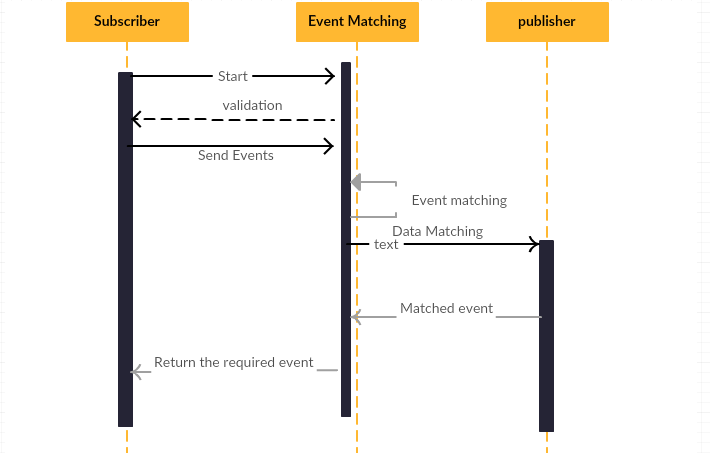 Subscriber
Event Matching
publisher
Start
validation
Send Events
Event matching
Data Matching
text
Matched event
Return the required event